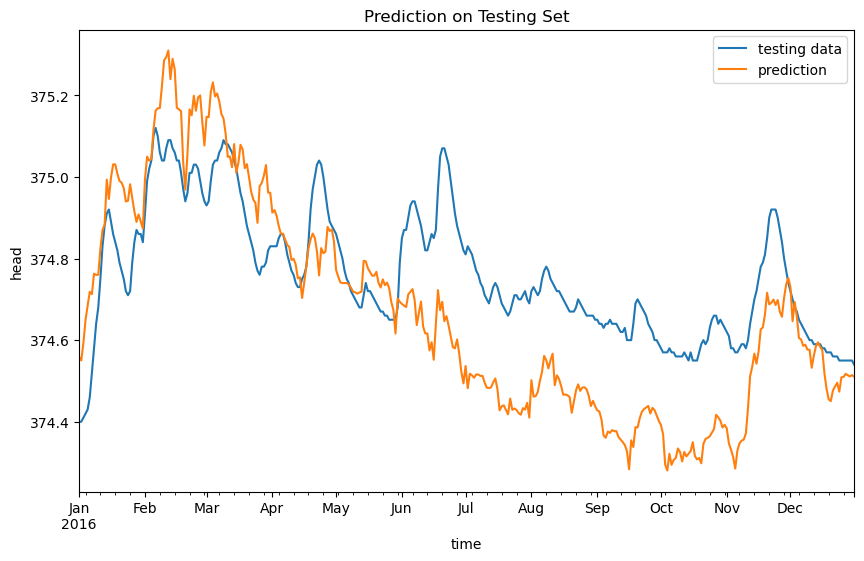 Prediction on Testing Set
testing data
prediction
head
375.2
375.0
374.8
374.6
374.4
Jan Feb Mar Apr May Jun Jul Aug Sep Oct Nov Dec
2016
time